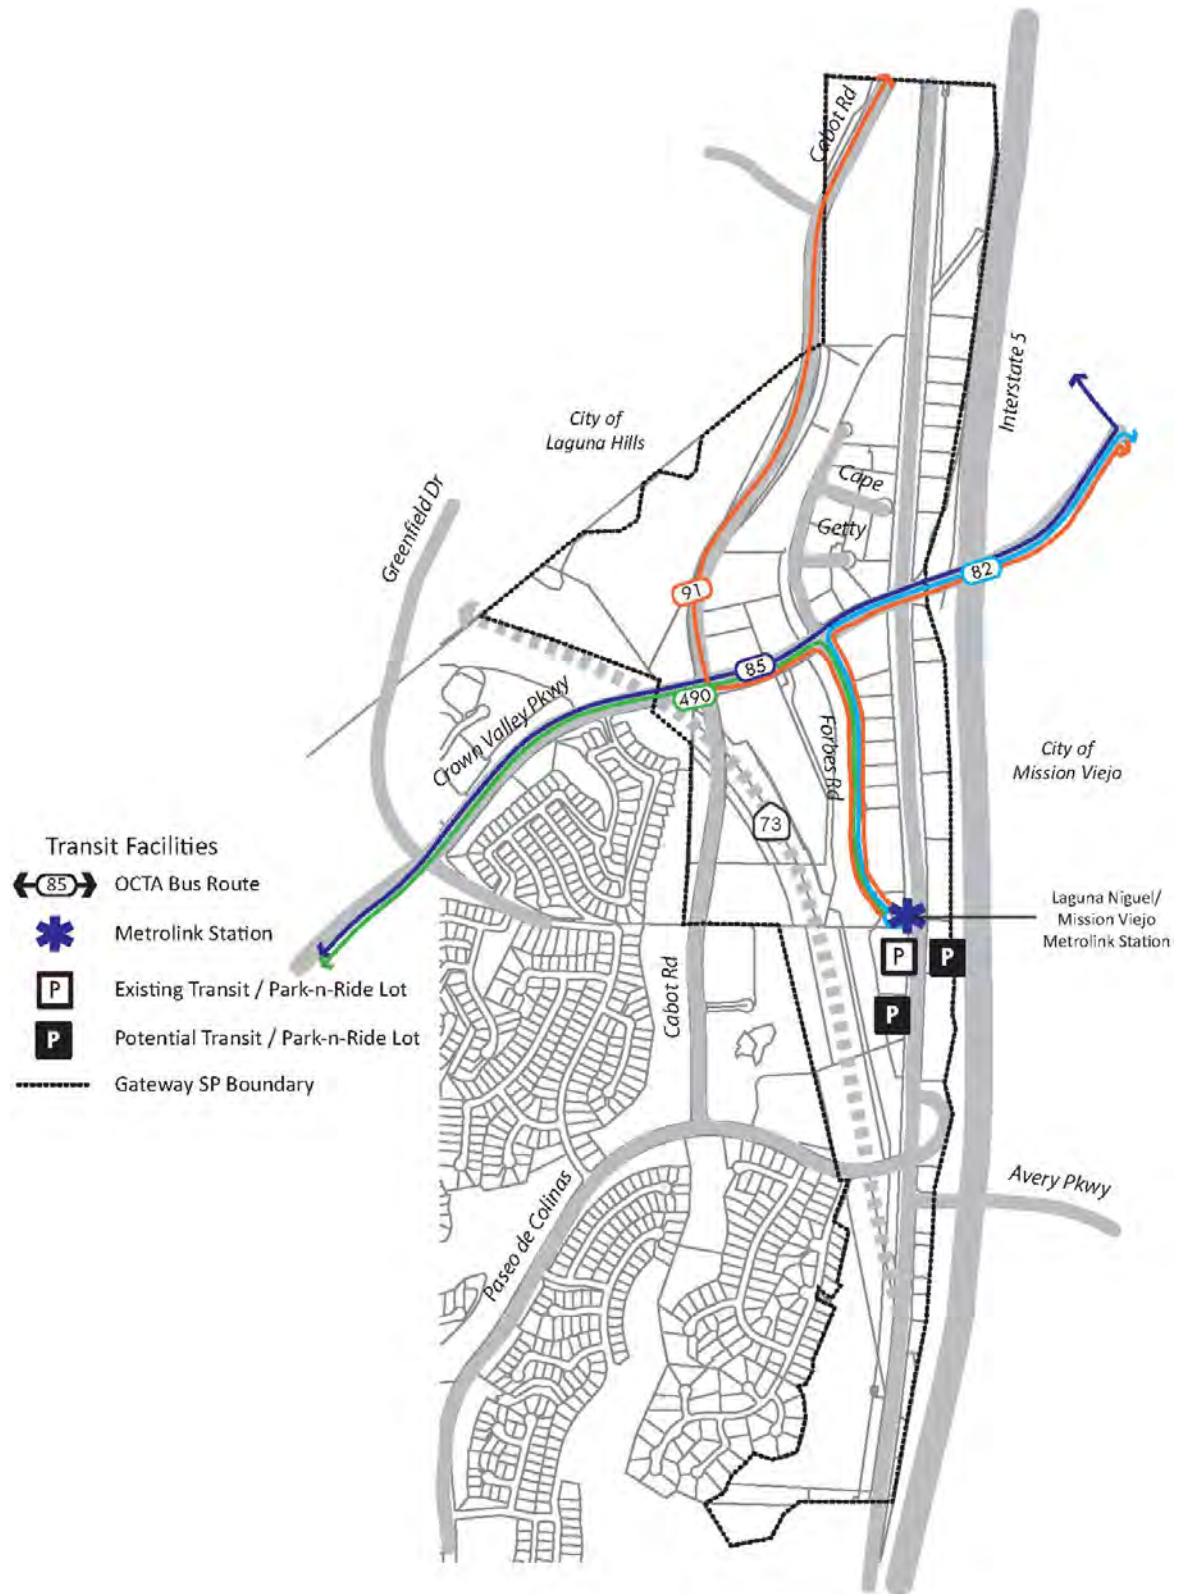 Cabot Rd
Interstate 5
City of
Laguna Hills
Cape
Getty
Greenfield Dr
82
91
85
490
Crown Valley Pkwy
Forbes Rd
City of
Mission Viejo
73
Transit Facilities
85
OCTA Bus Route
Metrolink Station
P
Existing Transit / Park-n-Ride Lot
P
Potential Transit / Park-n-Ride Lot
Gateway SP Boundary
Laguna Niguel/
Mission Viejo
Metrolink Station
P
P
P
Cabot Rd
Avery Pkwy
Paseo de Colinas